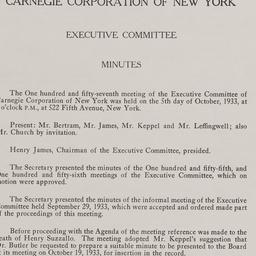 CARNEGIE CORPORATION OF NEW YORK
EXECUTIVE COMMITTEE
MINUTES
The One hundred and fifty-seventh meeting of the Executive Committee of
Carnegie Corporation of New York was held on the 5th day of October, 1933, at
o'clock P.M., at 522 Fifth Avenue, New York.
Present: Mr. Bertram, Mr. James, Mr. Keppel and Mr. Leffingwell; also
Mr. Church by invitation.
Henry James, Chairman of the Executive Committee, presided.
The Secretary presented the minutes of the One hundred and fifty-fifth, and
One hundred and fifty-sixth meetings of the Executive Committee, which on
motion were approved.
The Secretary presented the minutes of the informal meeting of the Executive
Committee held September 29, 1933, which were accepted and ordered made part
of the proceedings of this meeting.
Before proceeding with the Agenda of the meeting reference was made to the
death of Henry Suzzallo. The meeting adopted Mr. Keppel's suggestion that
Dr. Butler be requested to prepare a suitable minute to be presented to the Board
at its meeting on October 19, 1933, for insertion in the record.